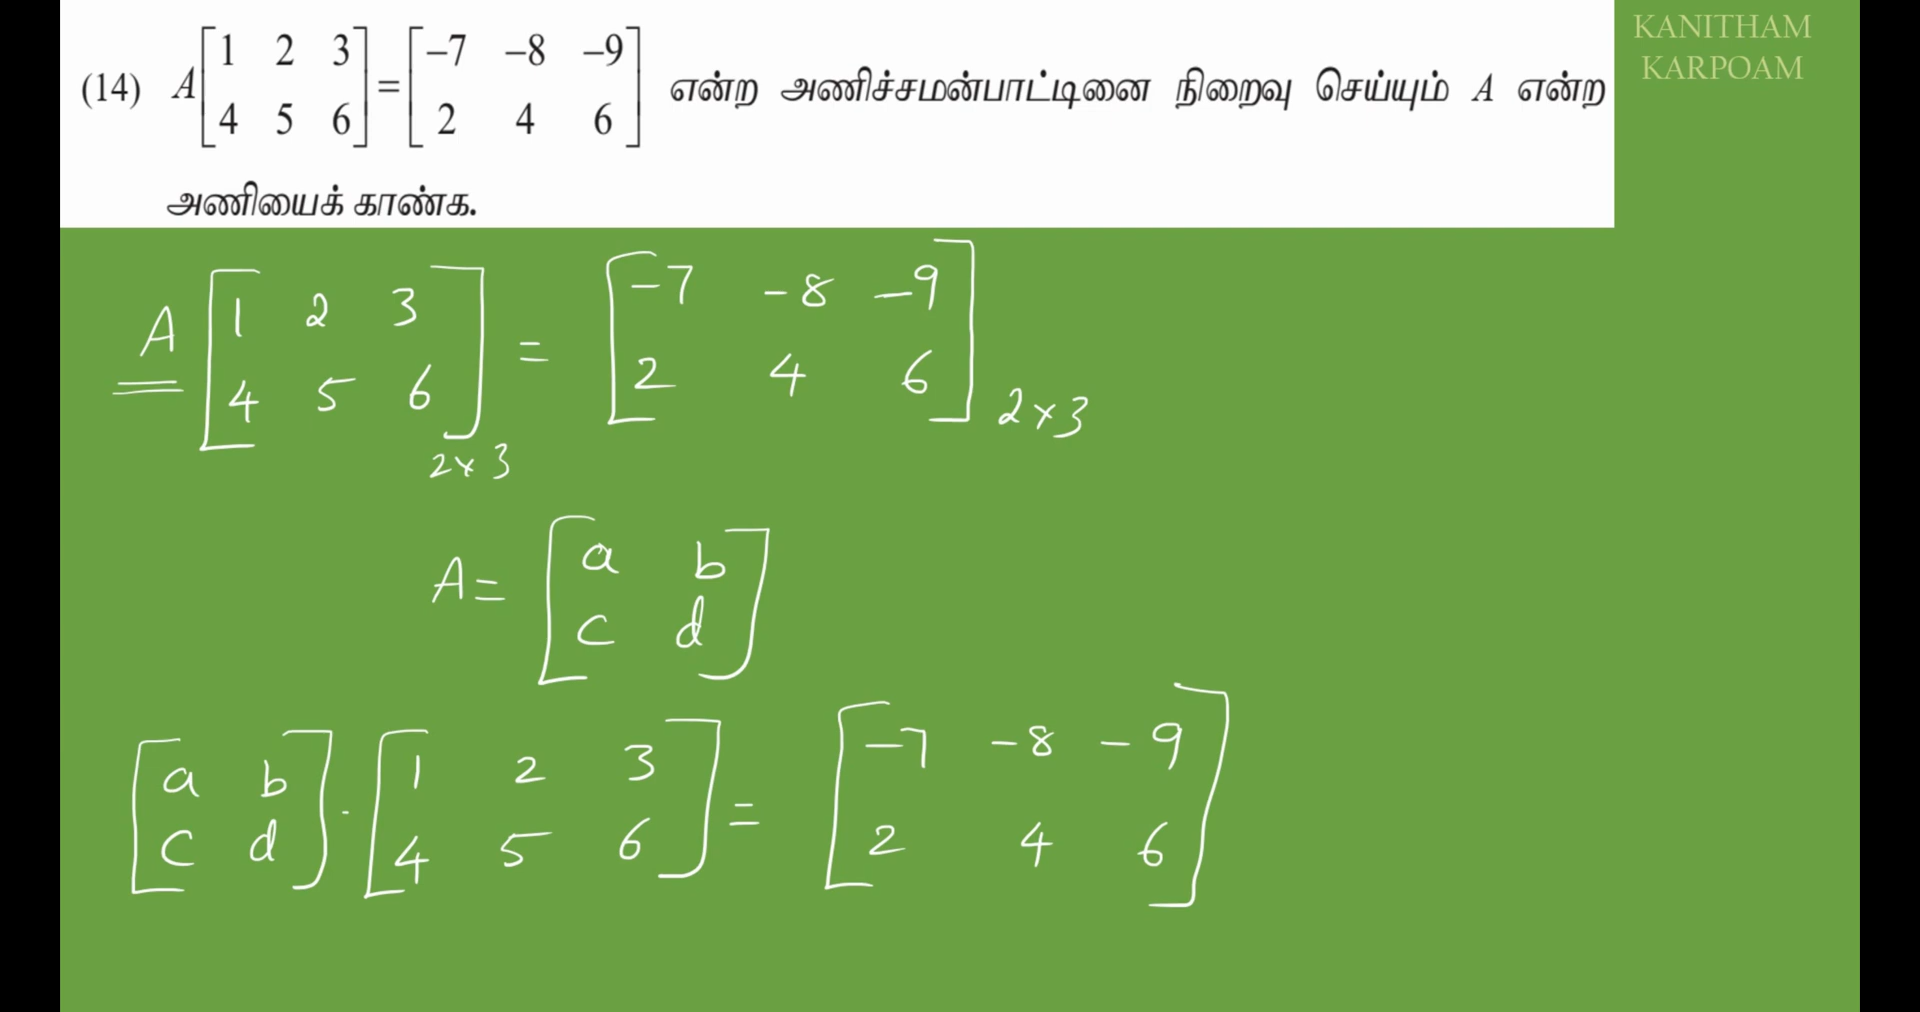 KANITHAM
KARPOAM
(14) A[1 2 3; 4 5 6] = [–7 –8 –9; 2 4 6] என்ற அணிச்சமன்பாட்டினை நிறைவு செய்யும் A என்ற
அணியைக் காண்க.
A [1 2 3; 4 5 6] 2×3 = [-7 -8 -9; 2 4 6] 2×3
A = [a b; c d]
[a b; c d] . [1 2 3; 4 5 6] = [-7 -8 -9; 2 4 6]